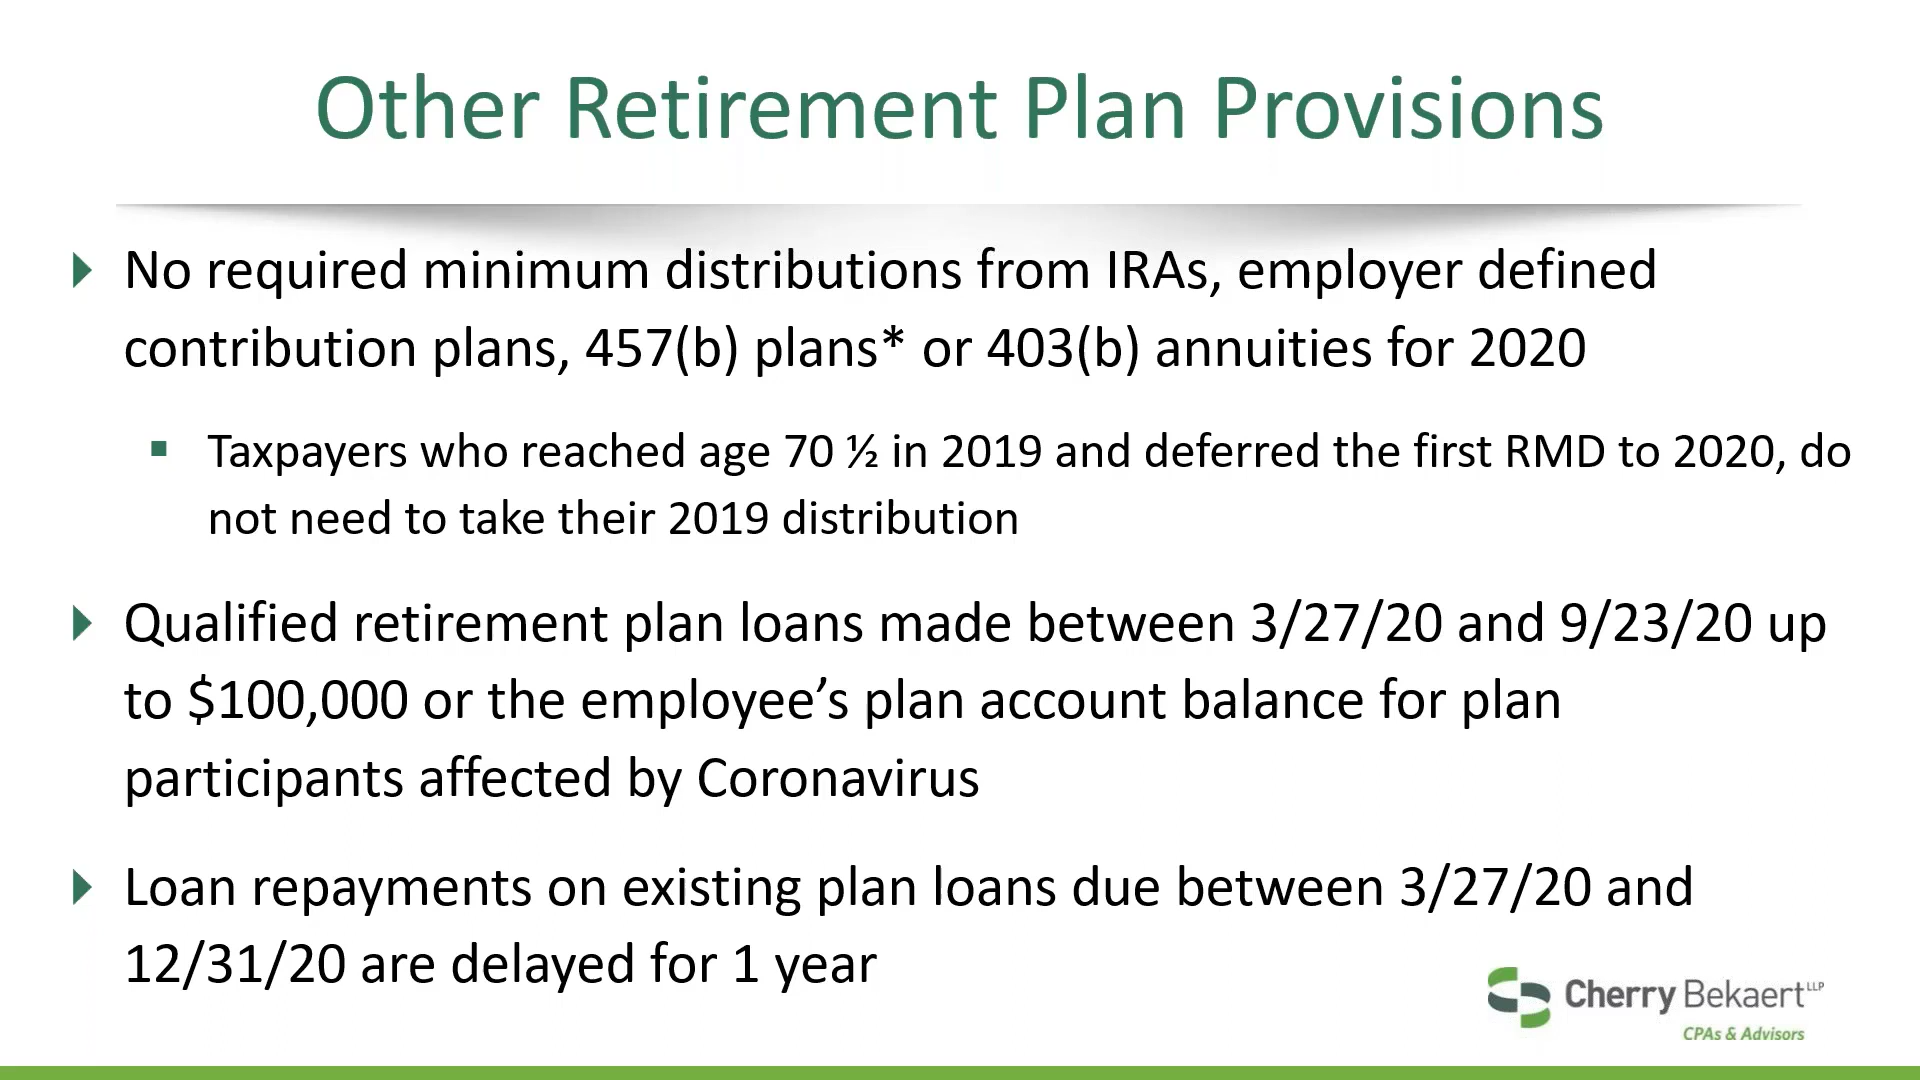 Other Retirement Plan Provisions
No required minimum distributions from IRAs, employer defined
contribution plans, 457(b) plans* or 403(b) annuities for 2020
Taxpayers who reached age 70 ½ in 2019 and deferred the first RMD to 2020, do
not need to take their 2019 distribution
Qualified retirement plan loans made between 3/27/20 and 9/23/20 up
to $100,000 or the employee’s plan account balance for plan
participants affected by Coronavirus
Loan repayments on existing plan loans due between 3/27/20 and
12/31/20 are delayed for 1 year
Cherry Bekaert LLP
CPAs & Advisors